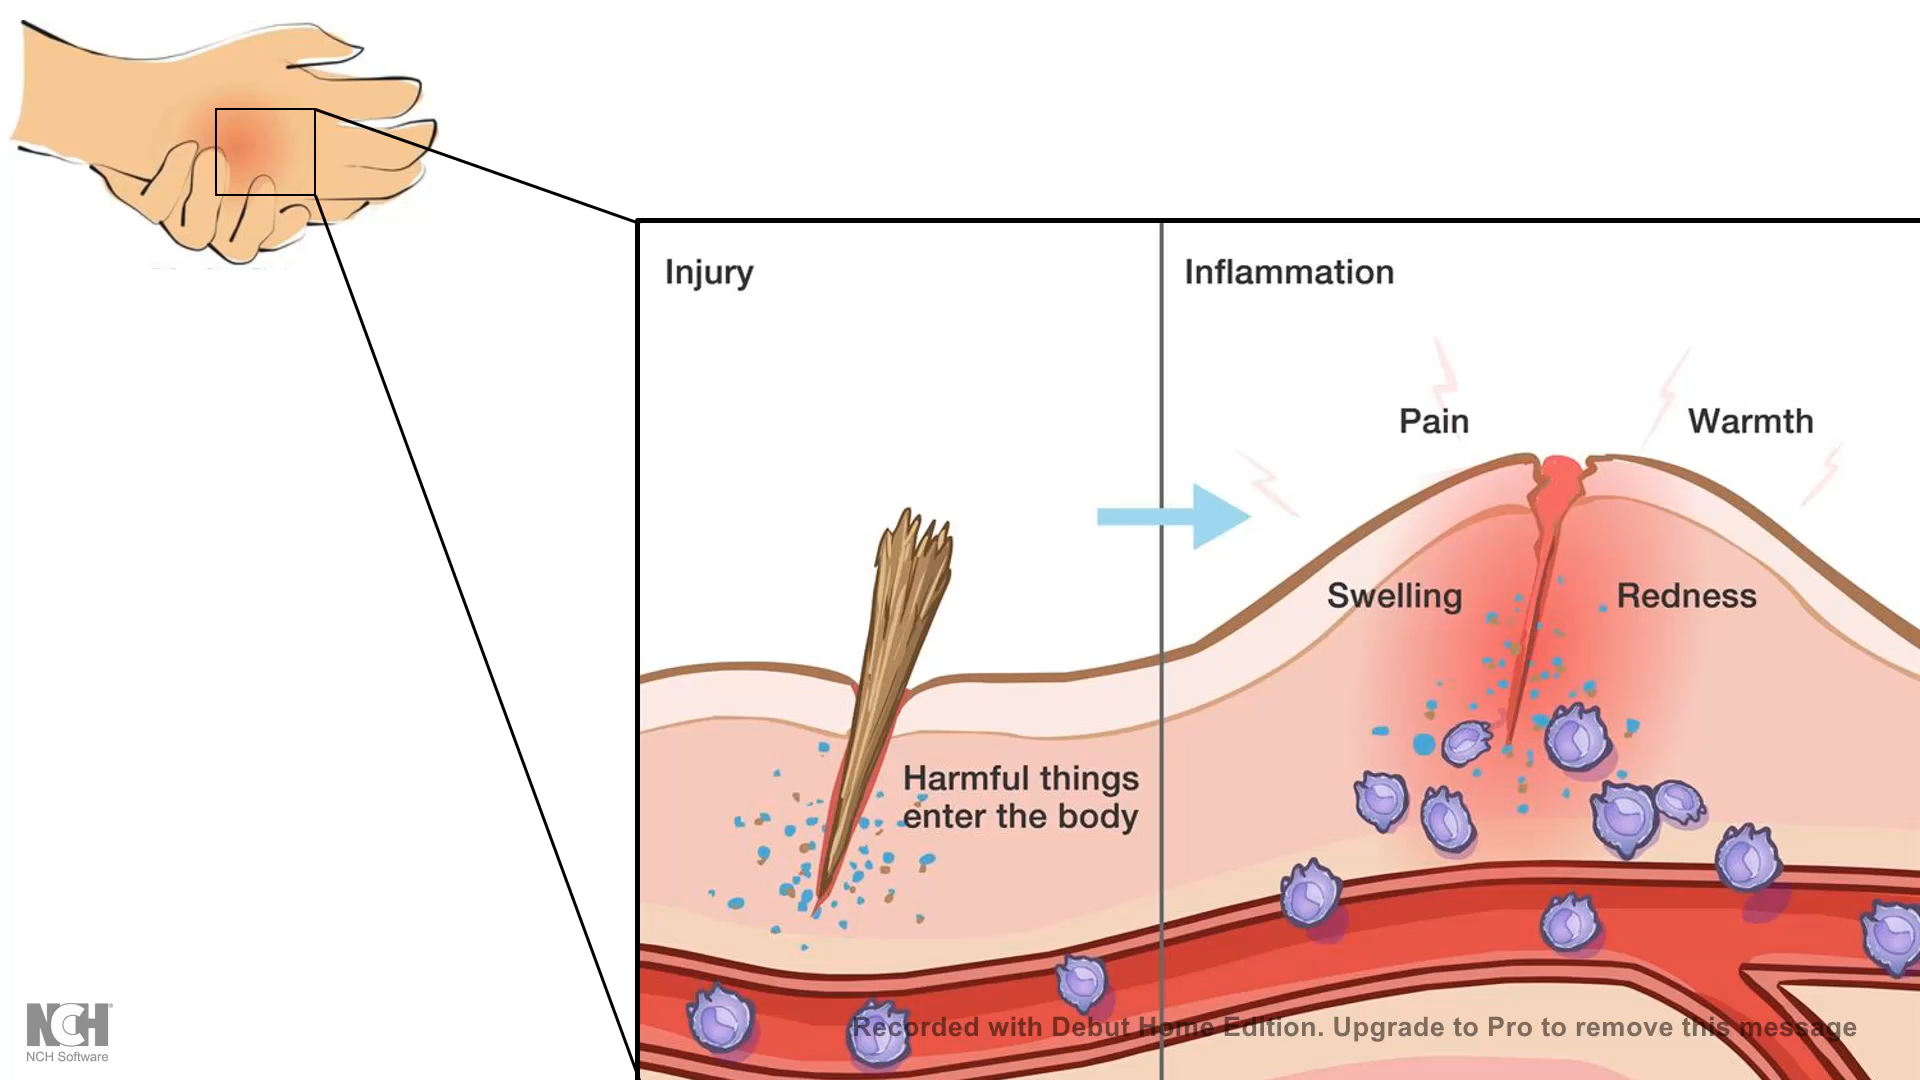 Injury
Inflammation
Pain
Warmth
Swelling
Redness
Harmful things
enter the body
NCH
NCH Software
Recorded with Debut Home Edition. Upgrade to Pro to remove this message